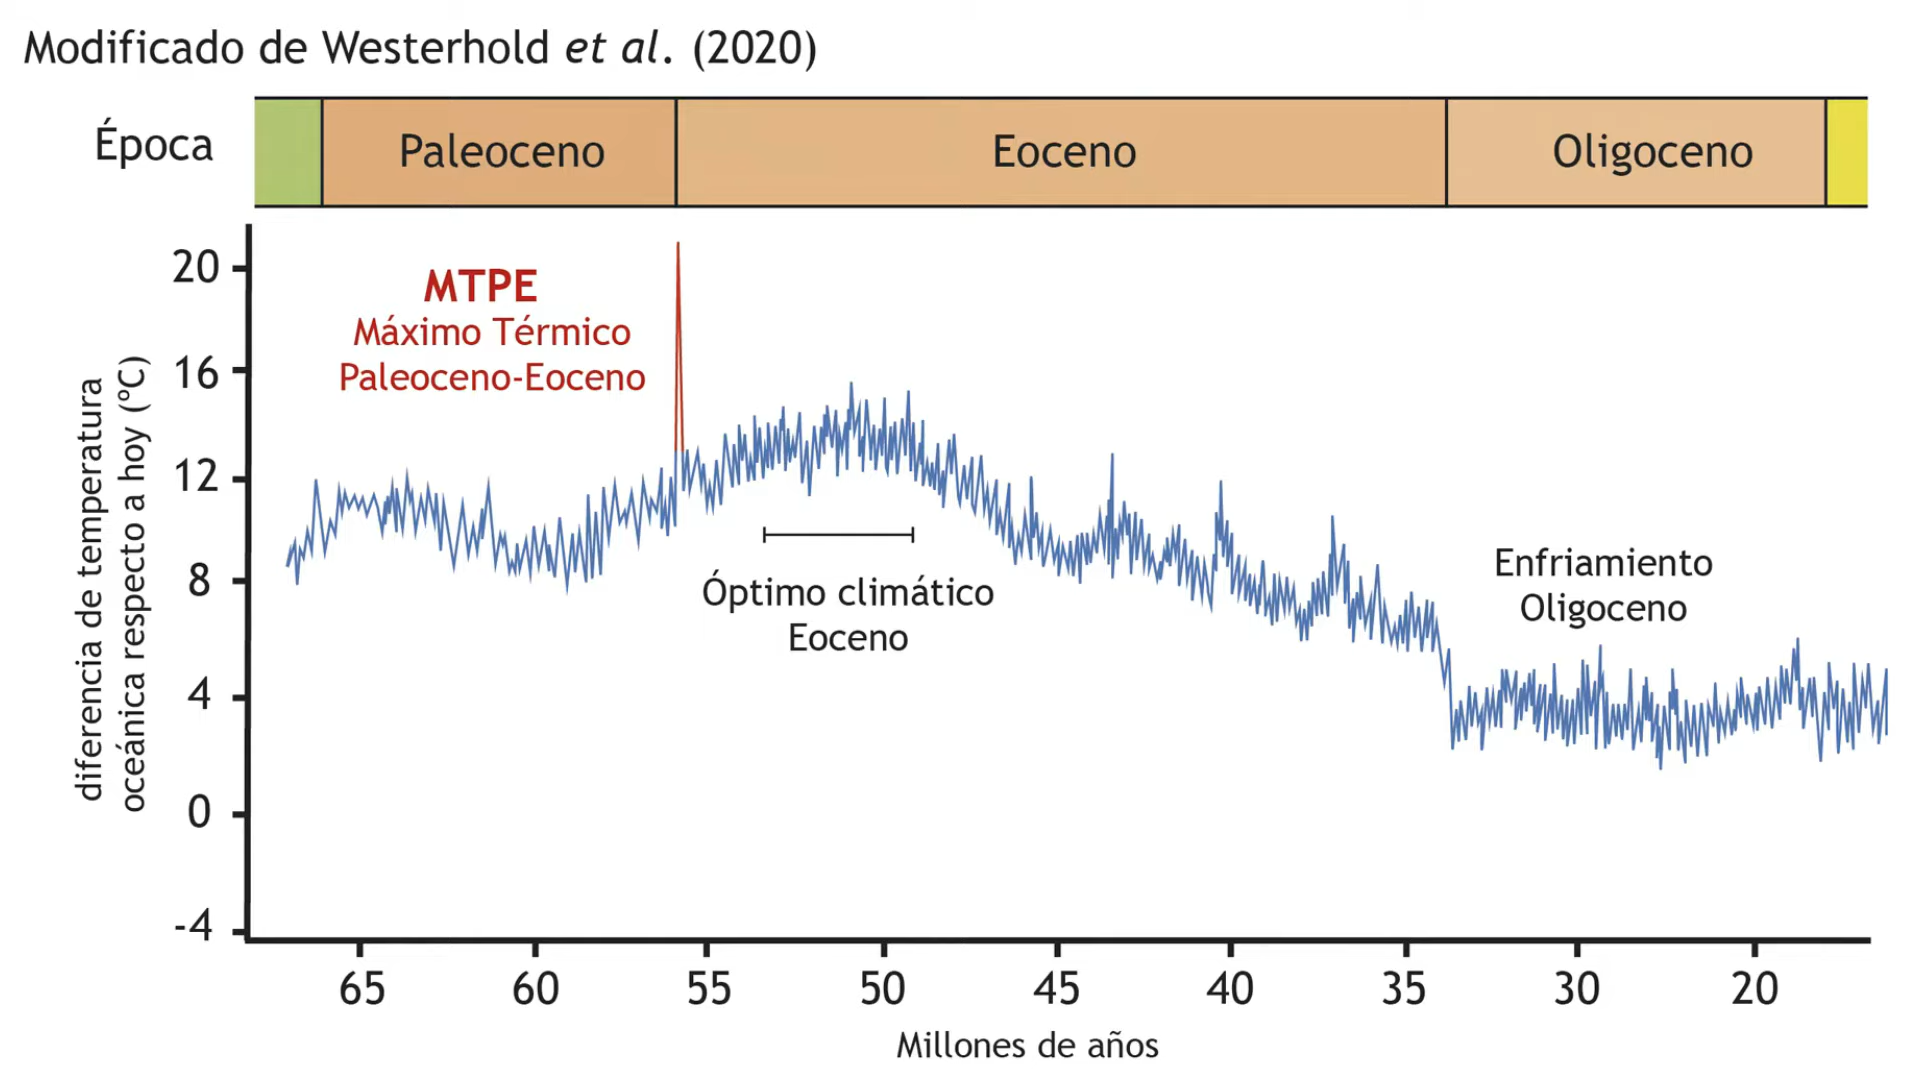 Modificado de Westerhold et al. (2020)
Época
Paleoceno
Eoceno
Oligoceno
20
16
12
8
4
0
-4
diferencia de temperatura
oceánica respecto a hoy (ºC)
MTPE
Máximo Térmico
Paleoceno-Eoceno
Óptimo climático
Eoceno
Enfriamiento
Oligoceno
65 60 55 50 45 40 35 30 20
Millones de años